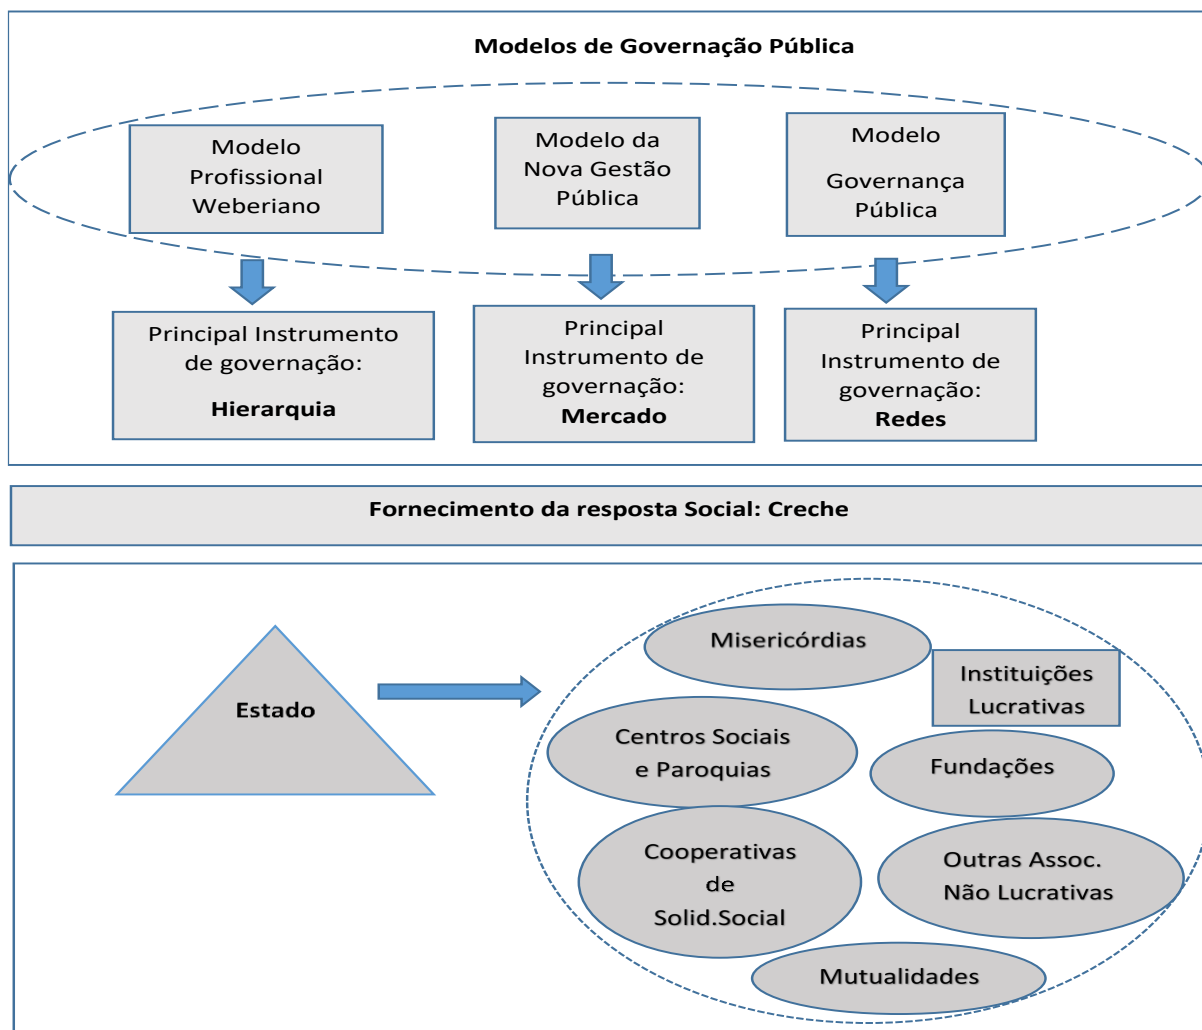 Modelos de Governação Pública
Modelo
Profissional
Weberiano
Modelo da
Nova Gestão
Pública
Modelo
Governança
Pública
Principal Instrumento
de governação:
Hierarquia
Principal
Instrumento de
governação:
Mercado
Principal
Instrumento de
governação:
Redes
Fornecimento da resposta Social: Creche
Estado
Misericórdias
Instituições
Lucrativas
Centros Sociais
e Paroquias
Fundações
Cooperativas
de
Solid.Social
Outras Assoc.
Não Lucrativas
Mutualidades